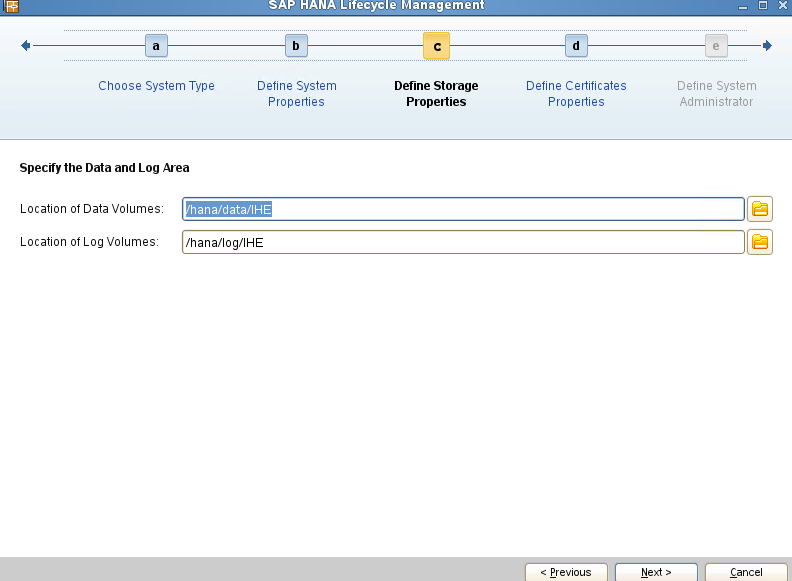 SAP HANA Lifecycle Management
a b c d e
Choose System Type Define System Define Storage Define Certificates Define System
Properties Properties Properties Administrator
Specify the Data and Log Area
Location of Data Volumes: /hana/data/IHE
Location of Log Volumes: /hana/log/IHE
< Previous Next > Cancel